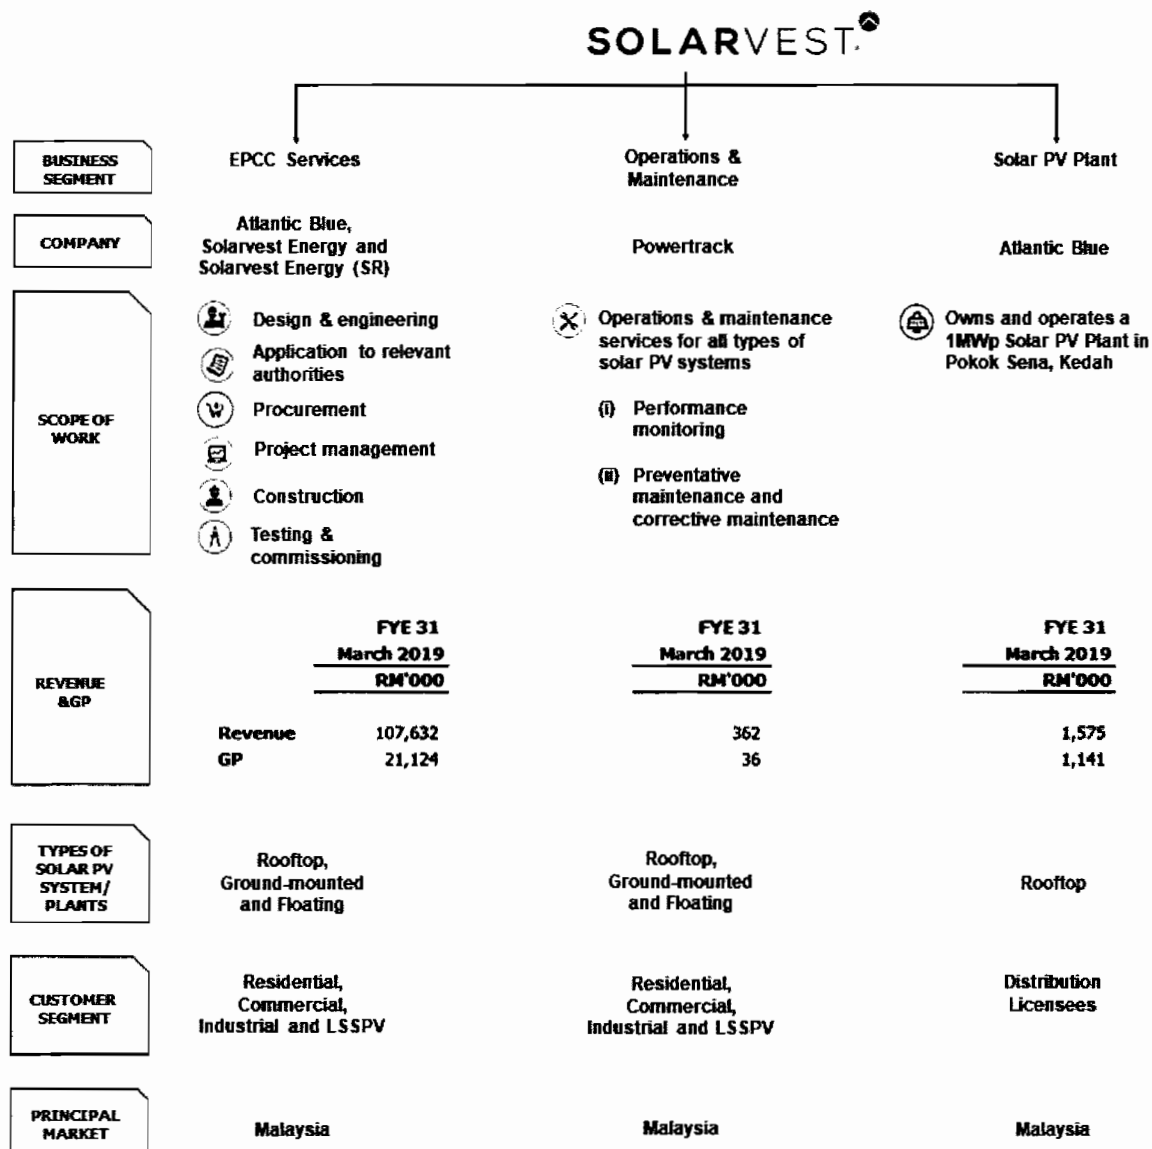 SOLARVEST
BUSINESS
SEGMENT
EPCC Services
Operations &
Maintenance
Solar PV Plant
COMPANY
Atlantic Blue,
Solarvest Energy and
Solarvest Energy (SR)
Powertrack
Atlantic Blue
SCOPE OF
WORK
Design & engineering
Application to relevant
authorities
Procurement
Project management
Construction
Testing &
commissioning
Operations & maintenance
services for all types of
solar PV systems
(i) Performance
monitoring
(ii) Preventative
maintenance and
corrective maintenance
Owns and operates a
1MWp Solar PV Plant in
Pokok Sena, Kedah
REVENUE
&GP
FYE 31
March 2019
RM'000
FYE 31
March 2019
RM'000
FYE 31
March 2019
RM'000
Revenue 107,632 362 1,575
GP 21,124 36 1,141
TYPES OF
SOLAR PV
SYSTEM/
PLANTS
Rooftop,
Ground-mounted
and Floating
Rooftop,
Ground-mounted
and Floating
Rooftop
CUSTOMER
SEGMENT
Residential,
Commercial,
Industrial and LSSPV
Residential,
Commercial,
Industrial and LSSPV
Distribution
Licensees
PRINCIPAL
MARKET
Malaysia
Malaysia
Malaysia